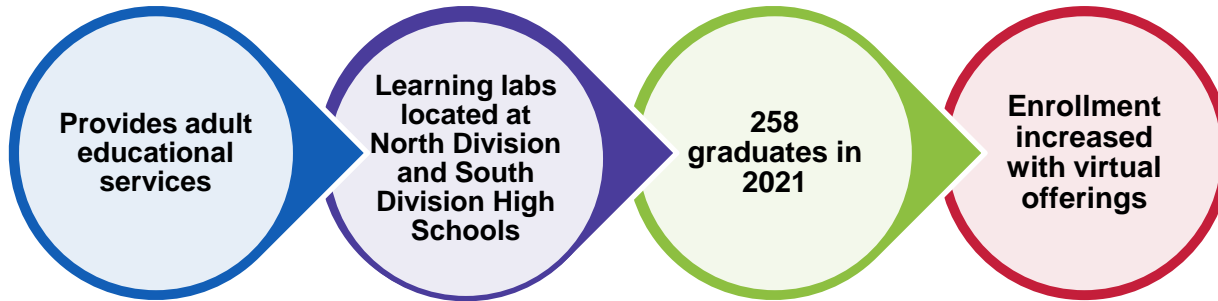 Provides adult
educational
services
Learning labs
located at
North Division
and South
Division High
Schools
258
graduates in
2021
Enrollment
increased
with virtual
offerings